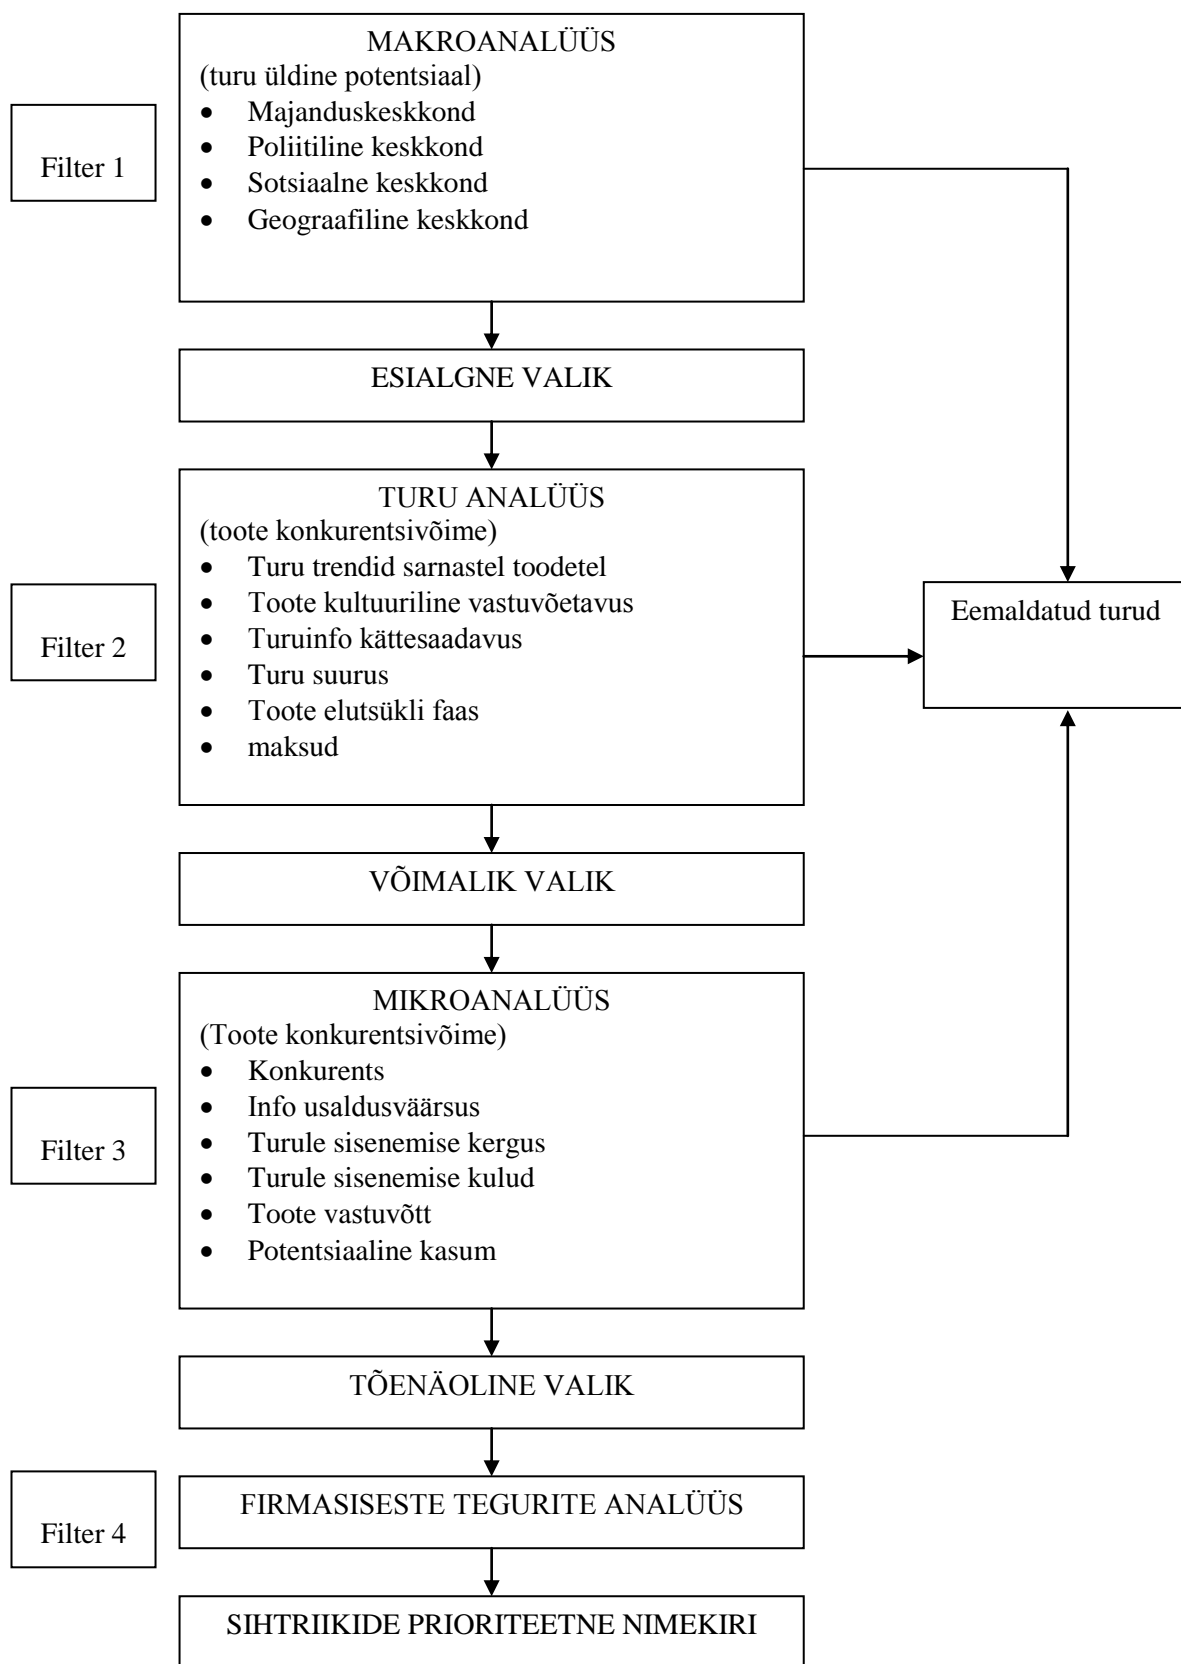 MAKROANALÜÜS
(turu üldine potentsiaal)
• Majanduskeskkond
• Poliitiline keskkond
• Sotsiaalne keskkond
• Geograafiline keskkond
Filter 1
ESIALGNE VALIK
TURU ANALÜÜS
(toote konkurentsivõime)
• Turu trendid sarnastel toodetel
• Toote kultuuriline vastuvõetavus
• Turuinfo kättesaadavus
• Turu suurus
• Toote elutsükli faas
• maksud
Filter 2
Eemaldatud turud
VÕIMALIK VALIK
MIKROANALÜÜS
(Toote konkurentsivõime)
• Konkurents
• Info usaldusväärsus
• Turule sisenemise kergus
• Turule sisenemise kulud
• Toote vastuvõtt
• Potentsiaaline kasum
Filter 3
TÕENÄOLINE VALIK
FIRMASISESTE TEGURITE ANALÜÜS
Filter 4
SIHTRIIKIDE PRIORITEETNE NIMEKIRI